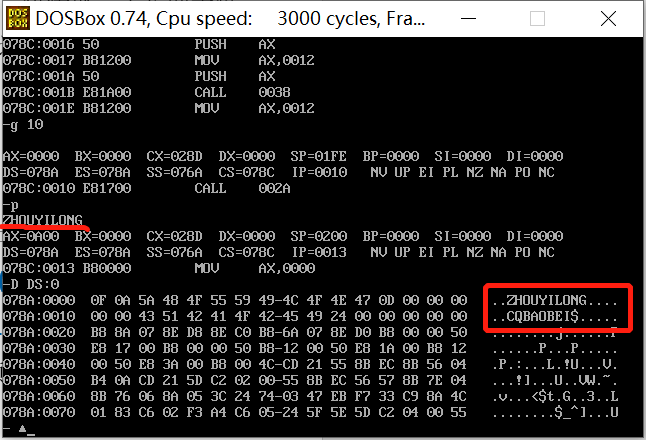 DOSBox 0.74, Cpu speed: 3000 cycles, Fra...
078C:0016 50 PUSH AX
078C:0017 B81200 MOV AX,0012
078C:001A 50 PUSH AX
078C:001B E81A00 CALL 0038
078C:001E B81200 MOV AX,0012
-g 10
AX=0000 BX=0000 CX=028D DX=0000 SP=01FE BP=0000 SI=0000 DI=0000
DS=078A ES=078A SS=076A CS=078C IP=0010 NV UP EI PL NZ NA PO NC
078C:0010 E81700 CALL 002A
-p
ZHOUYILONG
AX=0A00 BX=0000 CX=028D DX=0000 SP=0200 BP=0000 SI=0000 DI=0000
DS=078A ES=078A SS=076A CS=078C IP=0013 NV UP EI PL NZ NA PO NC
078C:0013 B80000 MOV AX,0000
-D DS:0
078A:0000 0F 0A 5A 48 4F 55 59 49-4C 4F 4E 47 0D 00 00 00 ..ZHOUYILONG....
078A:0010 00 00 43 51 42 41 4F 42-45 49 24 00 00 00 00 00 ..CQBAOBEI$.....
078A:0020 B8 8A 07 8E D8 8E C0 B8-6A 07 8E D0 B8 00 00 50 ........j......P
078A:0030 E8 17 00 B8 00 00 50 B8-12 00 50 E8 1A 00 B8 12 ......P...P.....
078A:0040 00 50 E8 3A 00 B8 00 4C-CD 21 55 8B EC 8B 56 04 .P.:...L.!U...V.
078A:0050 B4 0A CD 21 5D C2 02 00-55 8B EC 56 57 8B 7E 04 ...!]...U..VW.~.
078A:0060 8B 76 06 8A 05 3C 24 74-03 47 EB F7 33 C9 8A 4C .v...<$t.G..3..L
078A:0070 01 83 C6 02 F3 A4 C6 05-24 5F 5E 5D C2 04 00 55 ........$_^]...U
-